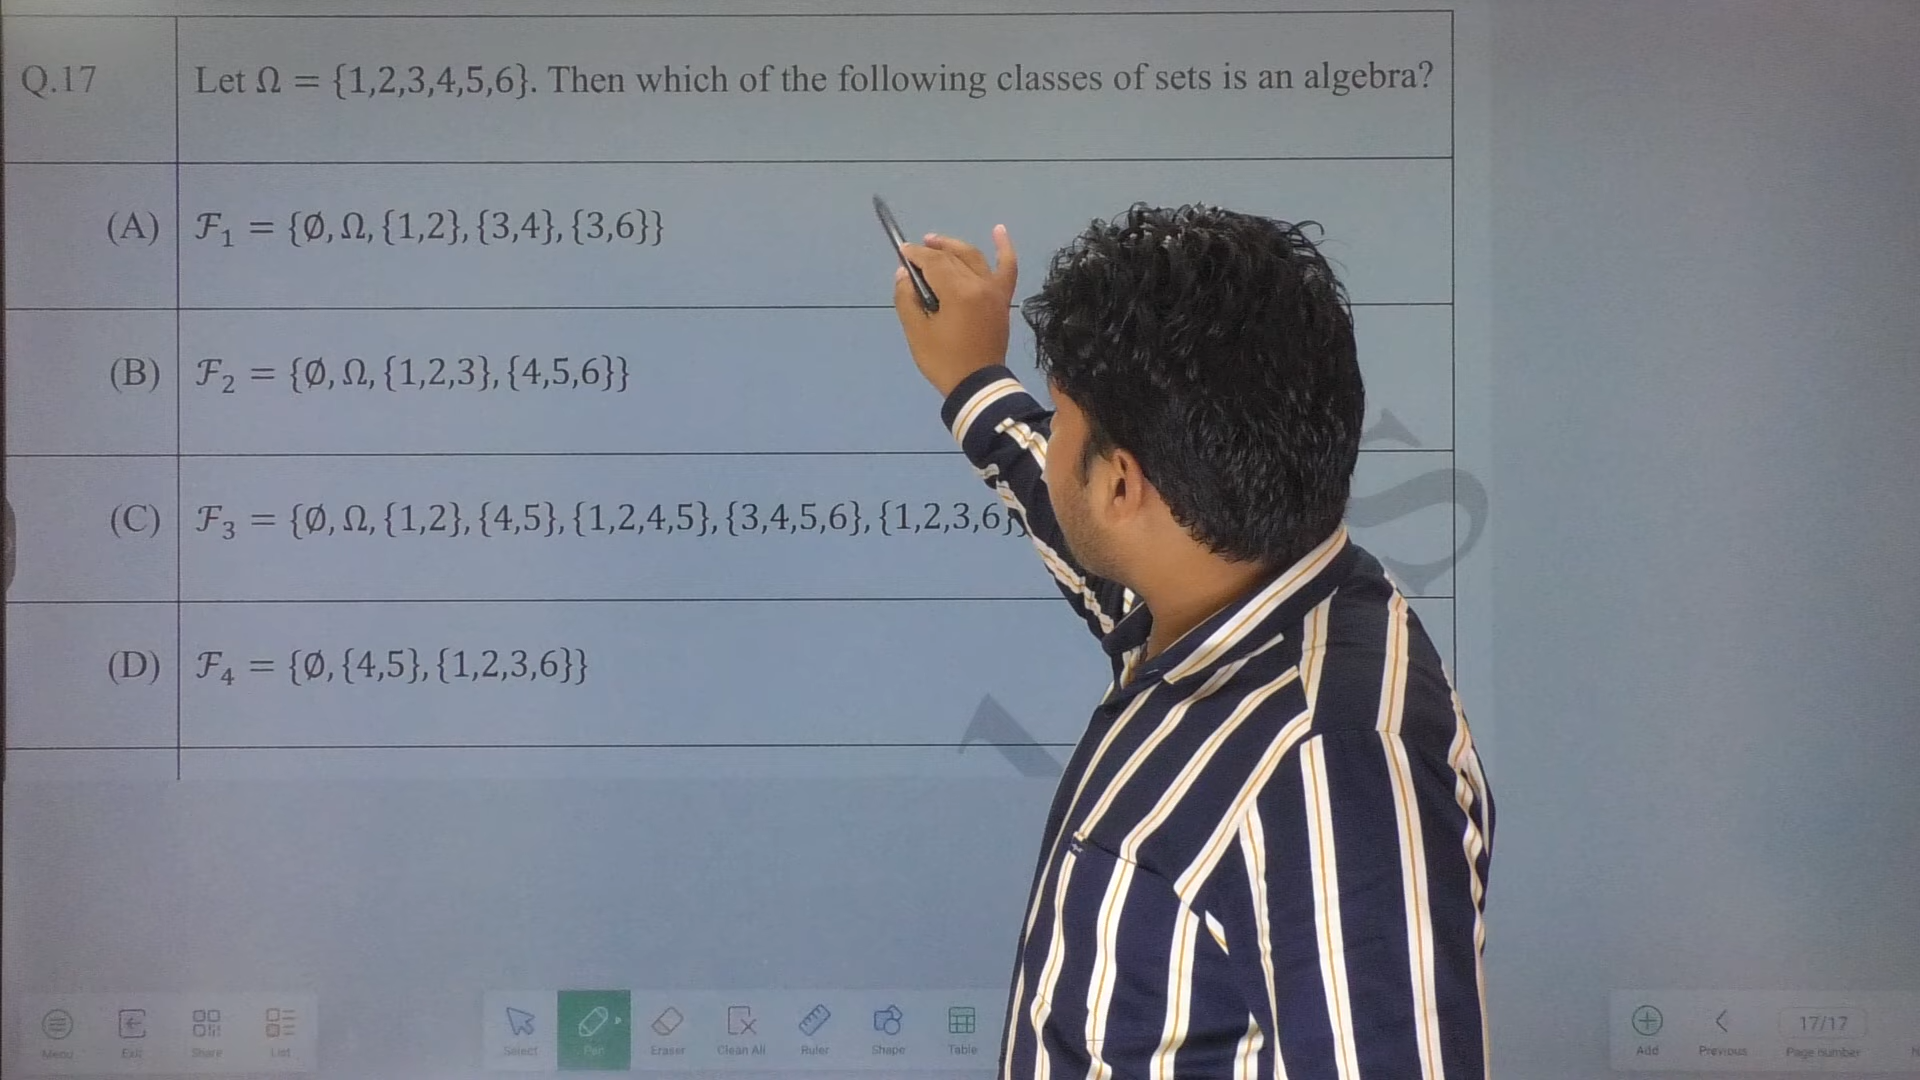 Q.17 Let Ω = {1,2,3,4,5,6}. Then which of the following classes of sets is an algebra?
(A) ℱ₁ = {∅, Ω, {1,2}, {3,4}, {3,6}}
(B) ℱ₂ = {∅, Ω, {1,2,3}, {4,5,6}}
(C) ℱ₃ = {∅, Ω, {1,2}, {4,5}, {1,2,4,5}, {3,4,5,6}, {1,2,3,6}
(D) ℱ₄ = {∅, {4,5}, {1,2,3,6}}
S
Menu Exit Share List Select Pen Eraser Clean All Ruler Shape Table Add Previous 17/17 Page number